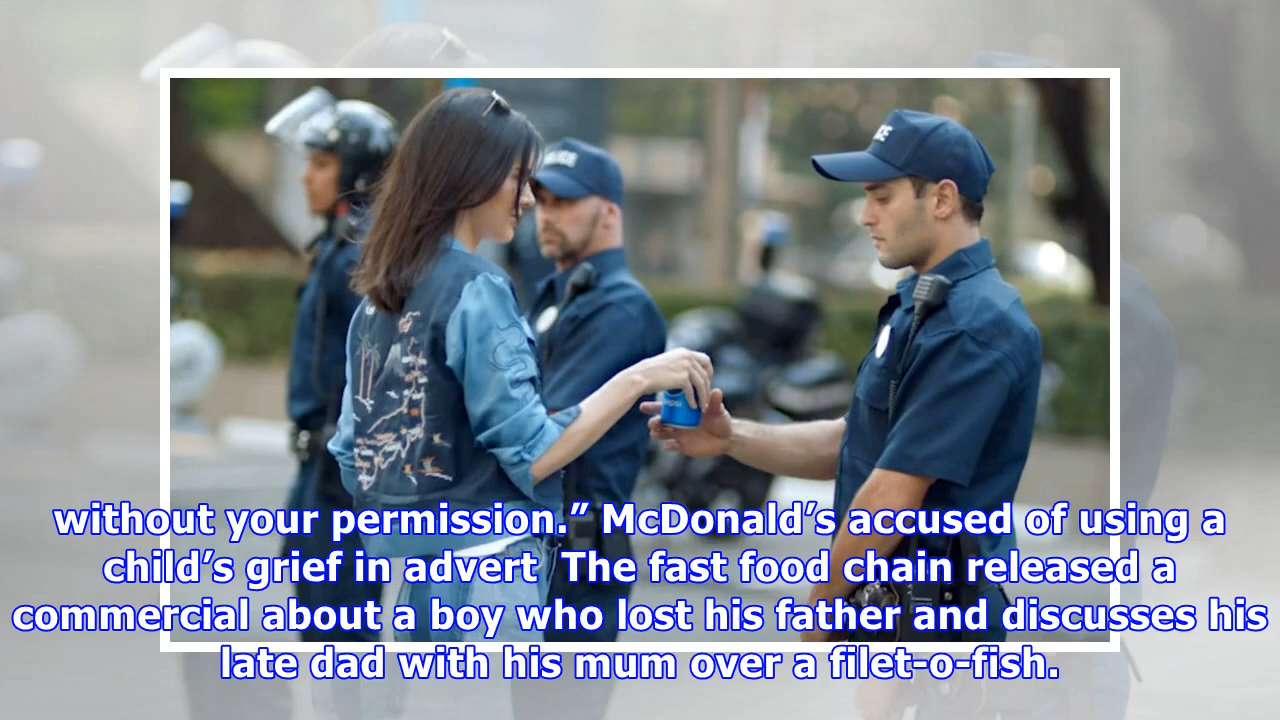 without your permission.” McDonald’s accused of using a
child’s grief in advert  The fast food chain released a
commercial about a boy who lost his father and discusses his
late dad with his mum over a filet-o-fish.